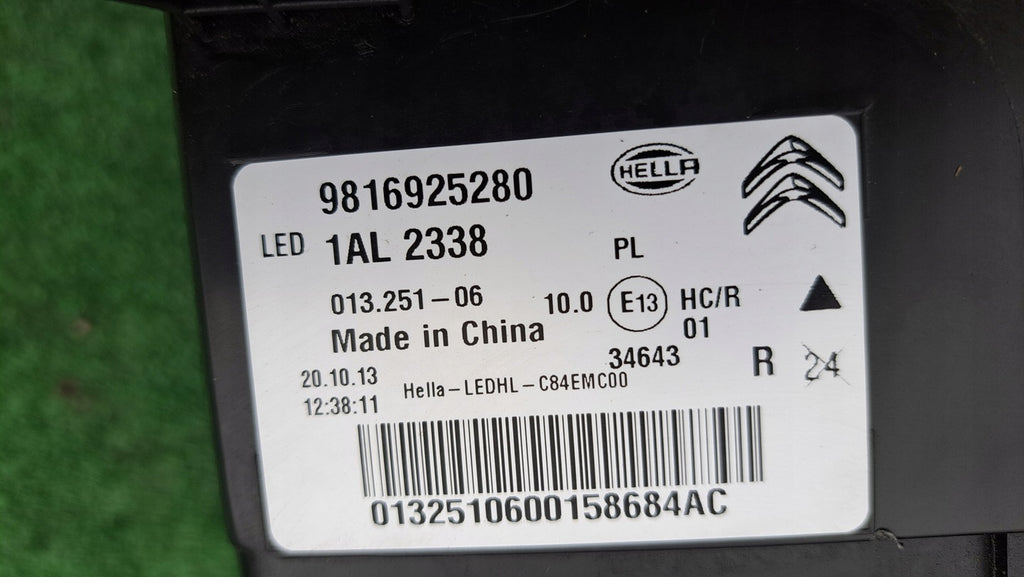 9816925280
HELLA
LED 1AL 2338
PL
013.251-06 10.0 E13 HC/R
01
Made in China
34643
R 24
20.10.13
12:38:11
Hella-LEDHL-C84EMC00
0132510600158684AC